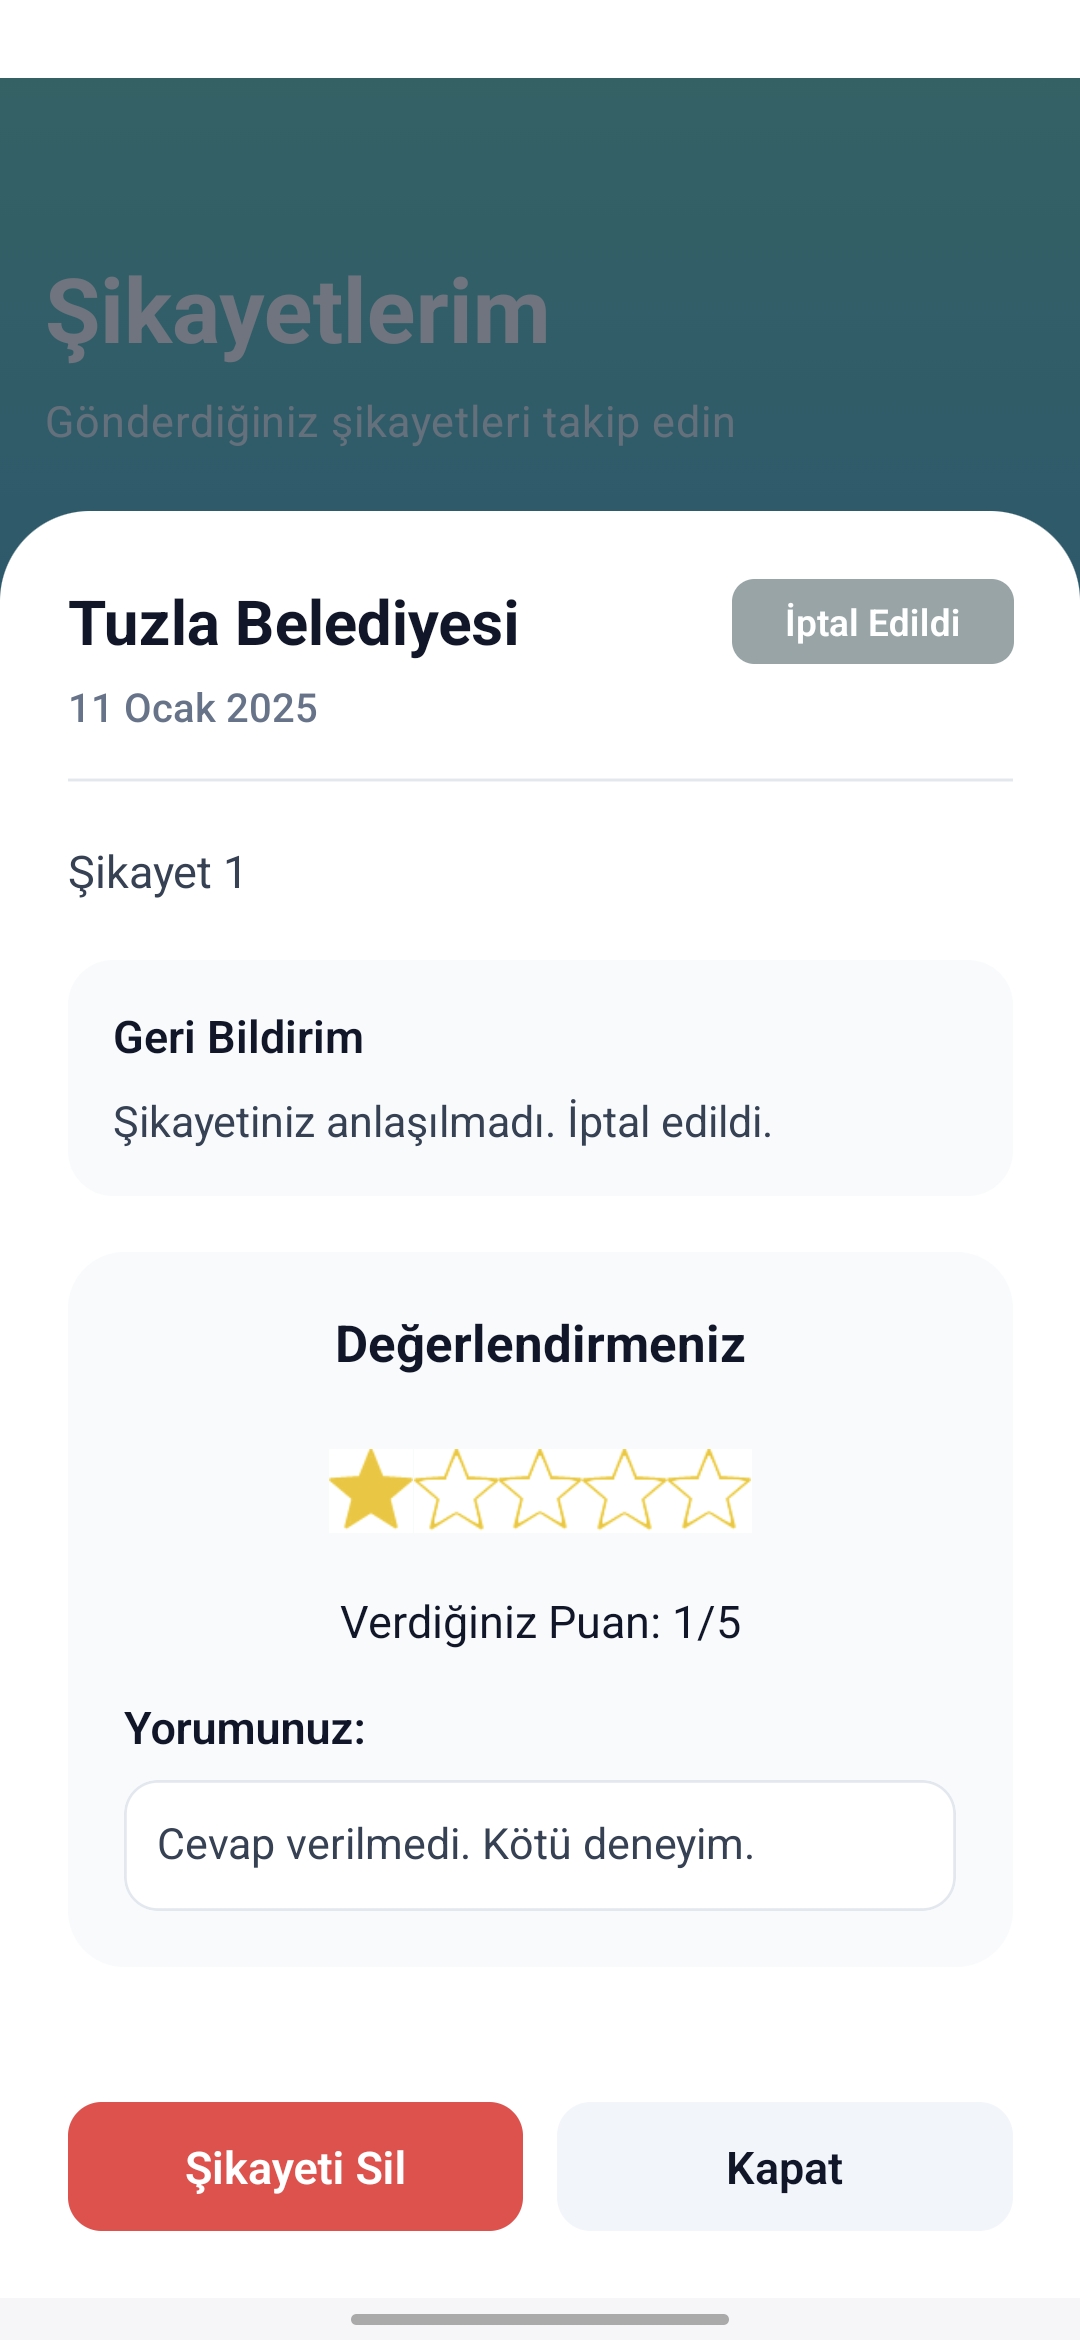 Şikayetlerim
Gönderdiğiniz şikayetleri takip edin
Tuzla Belediyesi
İptal Edildi
11 Ocak 2025
Şikayet 1
Geri Bildirim
Şikayetiniz anlaşılmadı. İptal edildi.
Değerlendirmeniz
Verdiğiniz Puan: 1/5
Yorumunuz:
Cevap verilmedi. Kötü deneyim.
Şikayeti Sil
Kapat